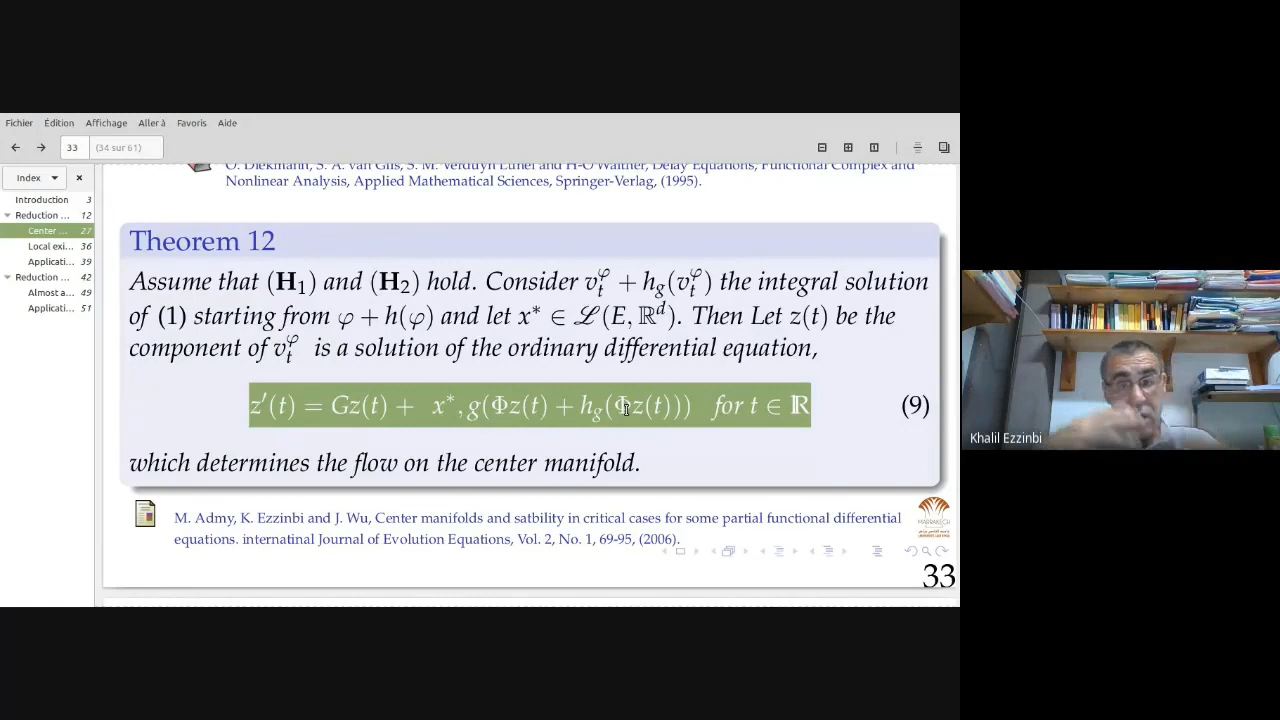 Fichier Édition Affichage Aller à Favoris Aide
33 (34 sur 61)
Index
Introduction 3
Reduction ... 12
Center ... 27
Local exi... 36
Applicati... 39
Reduction ... 42
Almost a... 49
Applicati... 51
O. Diekmann, S. A. van Gils, S. M. Verduyn Lunel and H-O Walther, Delay Equations, Functional Complex and
Nonlinear Analysis, Applied Mathematical Sciences, Springer-Verlag, (1995).
Theorem 12
Assume that (H₁) and (H₂) hold. Consider v_t^φ + h_g(v_t^φ) the integral solution
of (1) starting from φ + h(φ) and let x* ∈ ℒ(E, ℝ^d). Then Let z(t) be the
component of v_t^φ is a solution of the ordinary differential equation,
z′(t) = Gz(t) + x*, g(Φz(t) + h_g(Φz(t))) for t ∈ ℝ (9)
which determines the flow on the center manifold.
M. Admy, K. Ezzinbi and J. Wu, Center manifolds and satbility in critical cases for some partial functional differential
equations. internatinal Journal of Evolution Equations, Vol. 2, No. 1, 69-95, (2006).
MARRAKECH
33
Khalil Ezzinbi